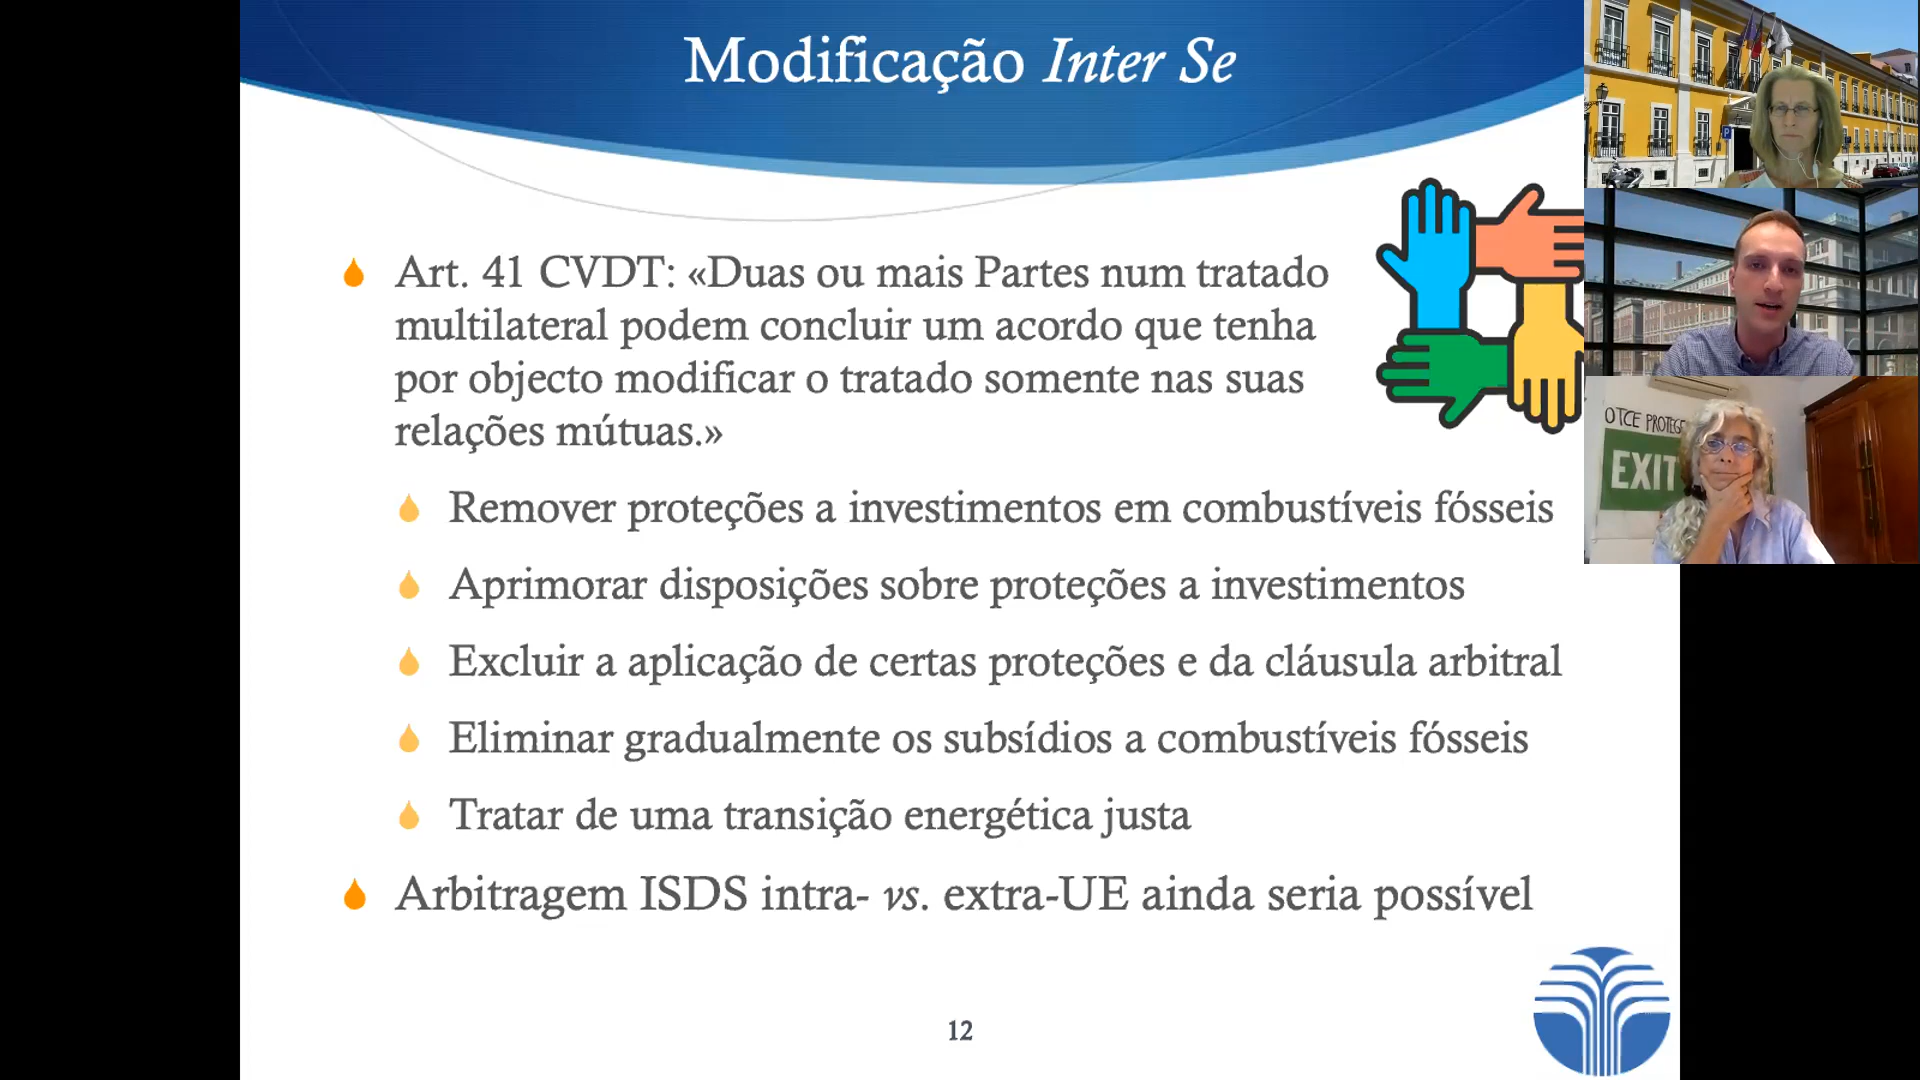 Modificação Inter Se
Art. 41 CVDT: «Duas ou mais Partes num tratado
multilateral podem concluir um acordo que tenha
por objecto modificar o tratado somente nas suas
relações mútuas.»
Remover proteções a investimentos em combustíveis fósseis
Aprimorar disposições sobre proteções a investimentos
Excluir a aplicação de certas proteções e da cláusula arbitral
Eliminar gradualmente os subsídios a combustíveis fósseis
Tratar de uma transição energética justa
Arbitragem ISDS intra- vs. extra-UE ainda seria possível
12
P
O TCE PROTEGE
EXIT